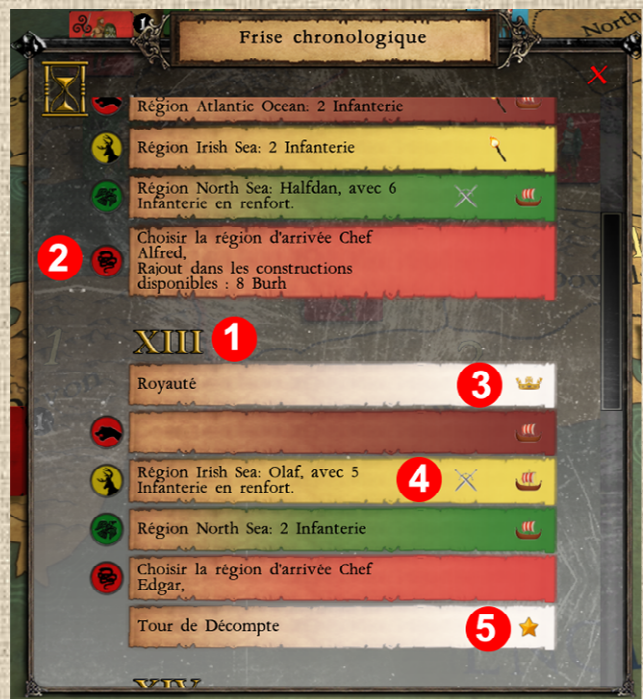 North
Frise chronologique
X
Région Atlantic Ocean: 2 Infanterie
Région Irish Sea: 2 Infanterie
Région North Sea: Halfdan, avec 6
Infanterie en renfort.
2
Choisir la région d'arrivée Chef
Alfred,
Rajout dans les constructions
disponibles : 8 Burh
XIII
1
Royauté
3
Région Irish Sea: Olaf, avec 5
Infanterie en renfort.
4
Région North Sea: 2 Infanterie
Choisir la région d'arrivée Chef
Edgar,
Tour de Décompte
5
XIV